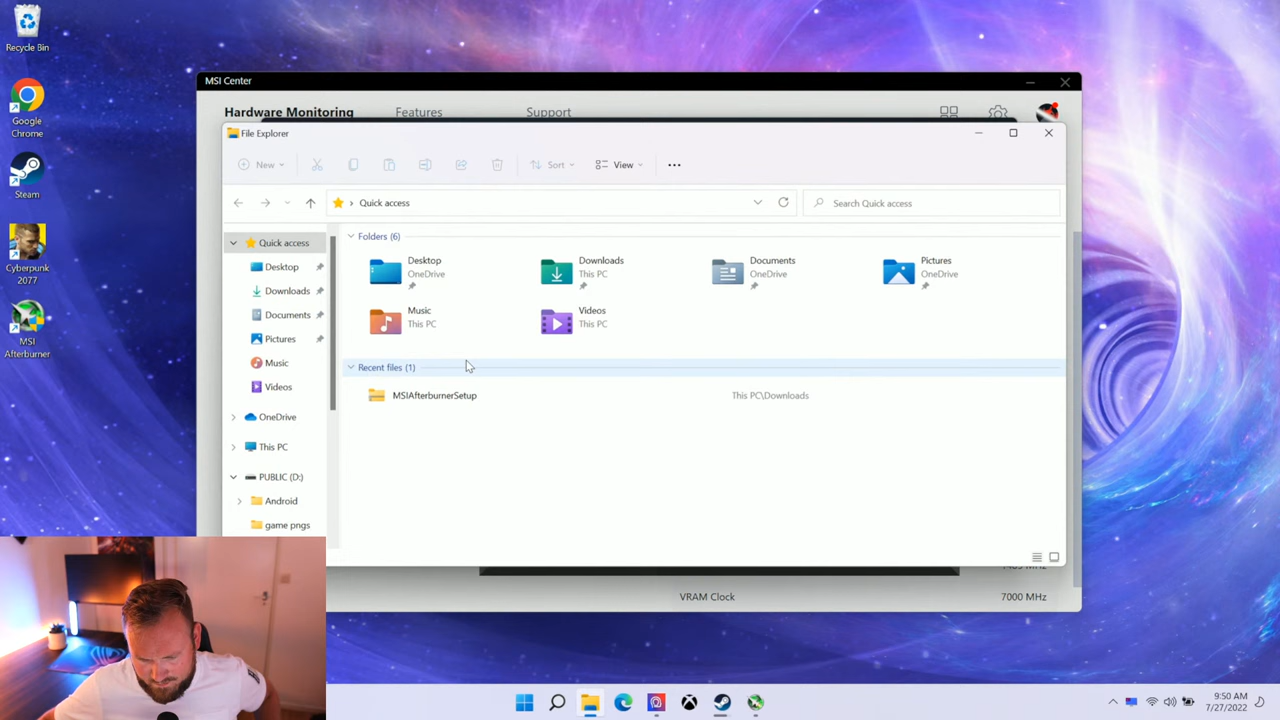 Recycle Bin
Google
Chrome
Steam
Cyberpunk
2077
MSI
Afterburner
MSI Center
Hardware Monitoring
Features
Support
File Explorer
New
Sort
View
Quick access
Search Quick access
Quick access
Desktop
Downloads
Documents
Pictures
Music
Videos
OneDrive
This PC
PUBLIC (D:)
Android
game pngs
Folders (6)
Desktop
OneDrive
Downloads
This PC
Documents
OneDrive
Pictures
OneDrive
Music
This PC
Videos
This PC
Recent files (1)
MSIAfterburnerSetup
This PC\Downloads
VRAM Clock
7000 MHz
9:50 AM
7/27/2022